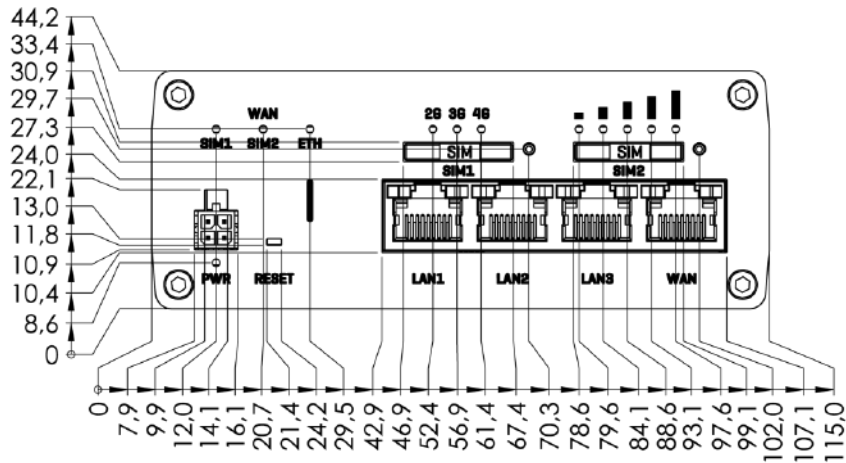 44,2
33,4
30,9
29,7
27,3
24,0
22,1
13,0
11,8
10,9
10,4
8,6
0
WAN
SIM1 SIM2 ETH
2G 3G 4G
SIM SIM
SIM1 SIM2
PWR RESET LAN1 LAN2 LAN3 WAN
0 7,9 9,9 12,0 14,1 16,1 20,7 21,4 24,2 29,5 42,9 46,9 52,4 56,9 61,4 67,4 70,3 78,6 79,6 84,1 88,6 93,1 97,6 99,1 102,0 107,1 115,0